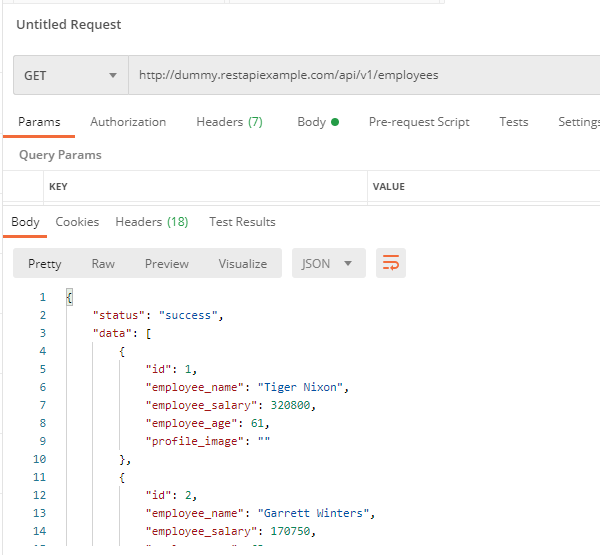 Untitled Request
GET http://dummy.restapiexample.com/api/v1/employees
Params Authorization Headers (7) Body Pre-request Script Tests Settings
Query Params
KEY VALUE
Body Cookies Headers (18) Test Results
Pretty Raw Preview Visualize JSON
1 {
2 "status": "success",
3 "data": [
4 {
5 "id": 1,
6 "employee_name": "Tiger Nixon",
7 "employee_salary": 320800,
8 "employee_age": 61,
9 "profile_image": ""
10 },
11 {
12 "id": 2,
13 "employee_name": "Garrett Winters",
14 "employee_salary": 170750,